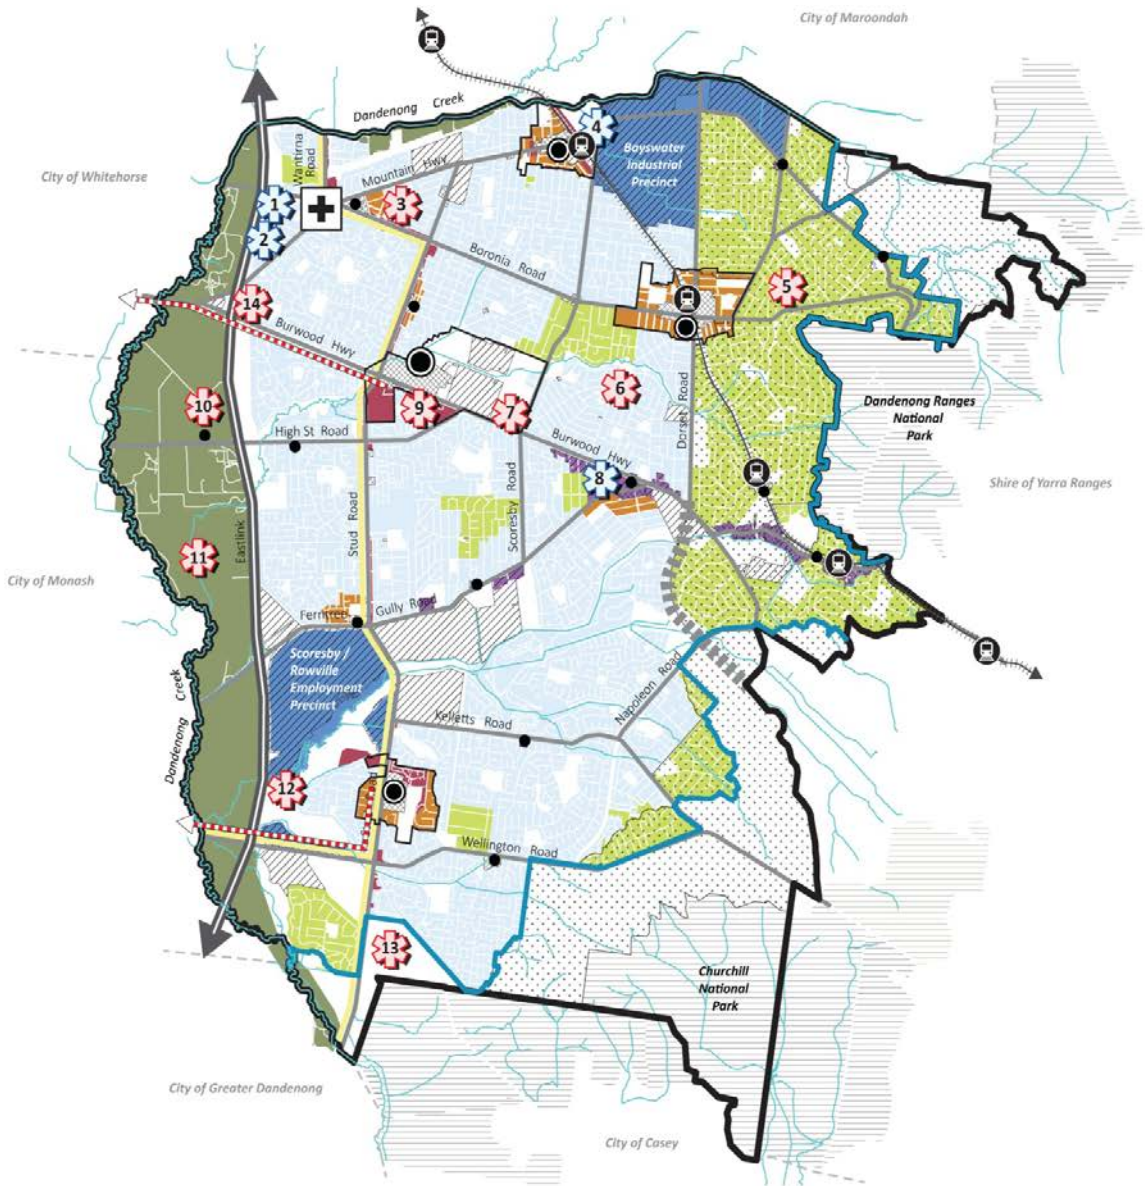 City of Maroondah
Dandenong Creek
4
City of Whitehorse
Wantirna
Road
Mountain Hwy
Bayswater
Industrial
Precinct
1
3
2
Boronia Road
5
14
Burwood Hwy
6
10
9
7
Dorset Road
Dandenong Ranges
National
Park
High St Road
Burwood Hwy
8
Shire of Yarra Ranges
Stud Road
Scoresby Road
Eastlink
11
City of Monash
Ferntree Gully Road
Scoresby /
Rowville
Employment
Precinct
Dandenong Creek
Napoleon Road
Kelletts Road
12
Wellington Road
13
Churchill
National
Park
City of Greater Dandenong
City of Casey